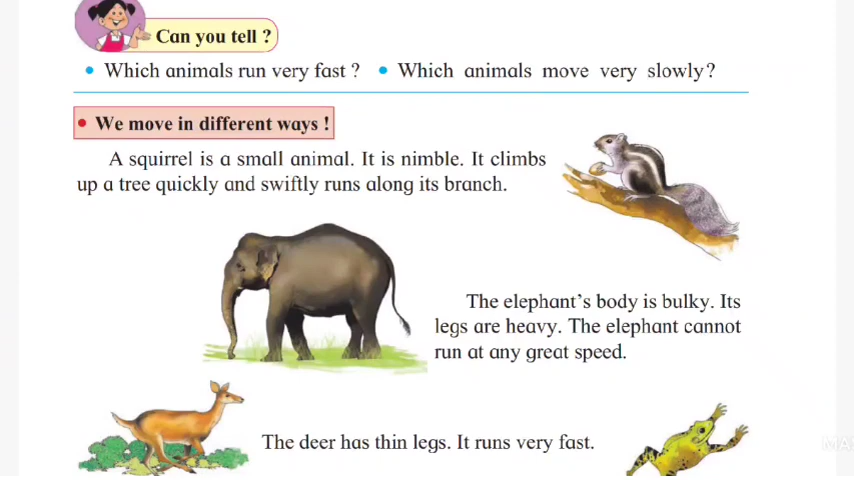 Can you tell ?
• Which animals run very fast ? • Which animals move very slowly?
• We move in different ways !
A squirrel is a small animal. It is nimble. It climbs
up a tree quickly and swiftly runs along its branch.
The elephant's body is bulky. Its
legs are heavy. The elephant cannot
run at any great speed.
The deer has thin legs. It runs very fast.